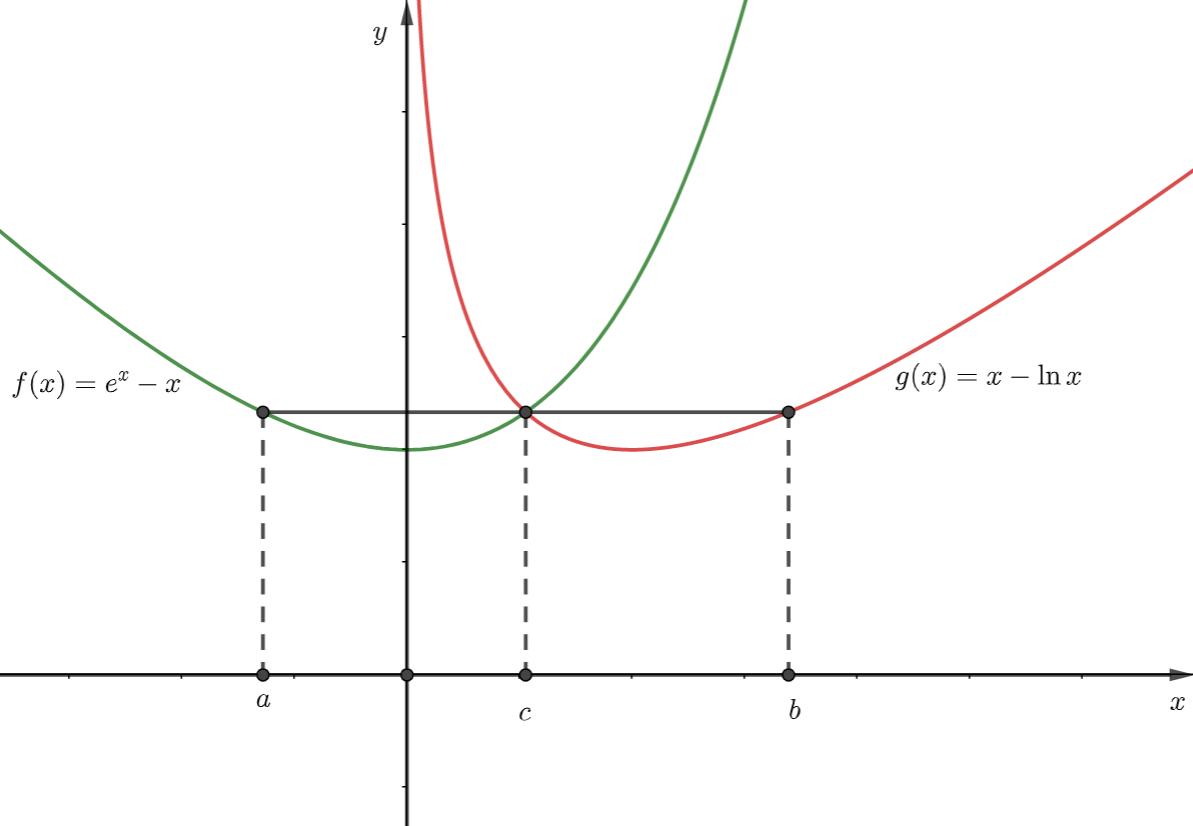 y
f(x) = e^x − x
g(x) = x − ln x
a
c
b
x